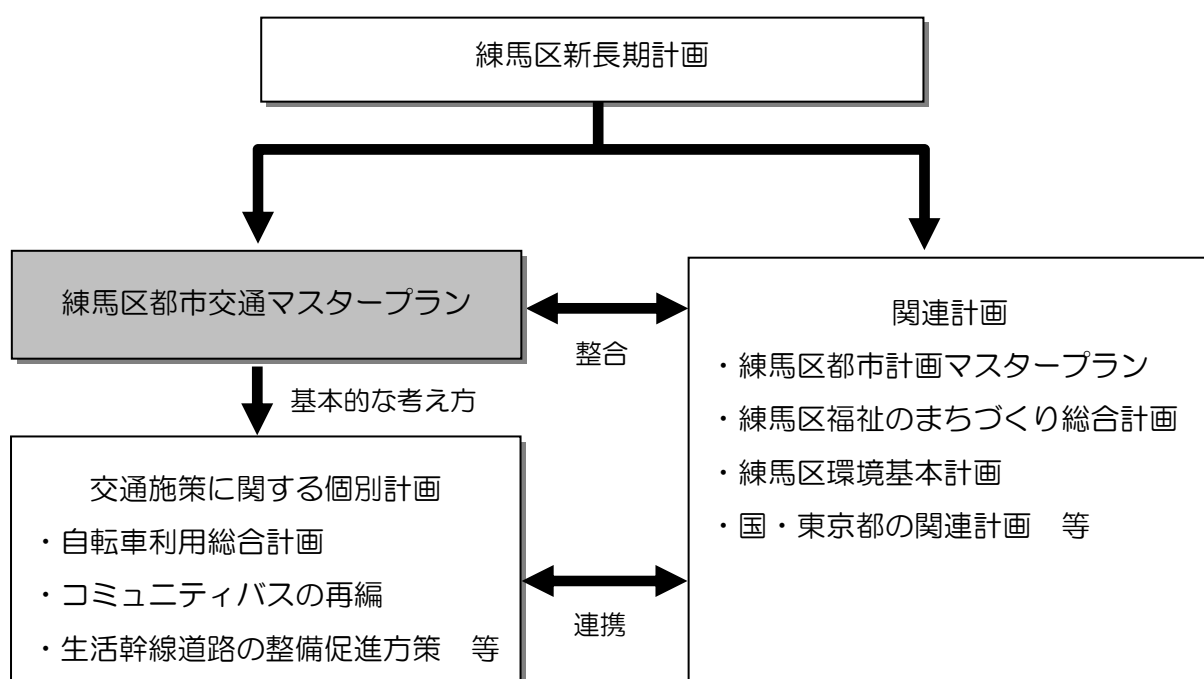 練馬区新長期計画
練馬区都市交通マスタープラン
整合
基本的な考え方
交通施策に関する個別計画
・自転車利用総合計画
・コミュニティバスの再編
・生活幹線道路の整備促進方策　等
連携
関連計画
・練馬区都市計画マスタープラン
・練馬区福祉のまちづくり総合計画
・練馬区環境基本計画
・国・東京都の関連計画　等